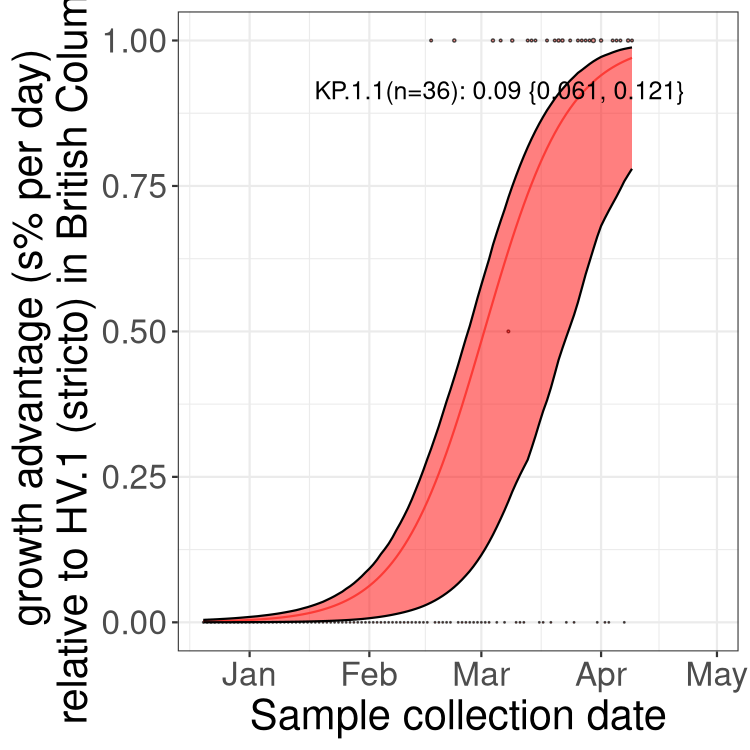 growth advantage (s% per day)
relative to HV.1 (stricto) in British Colum
1.00
0.75
0.50
0.25
0.00
KP.1.1(n=36): 0.09 {0.061, 0.121}
Jan Feb Mar Apr May
Sample collection date